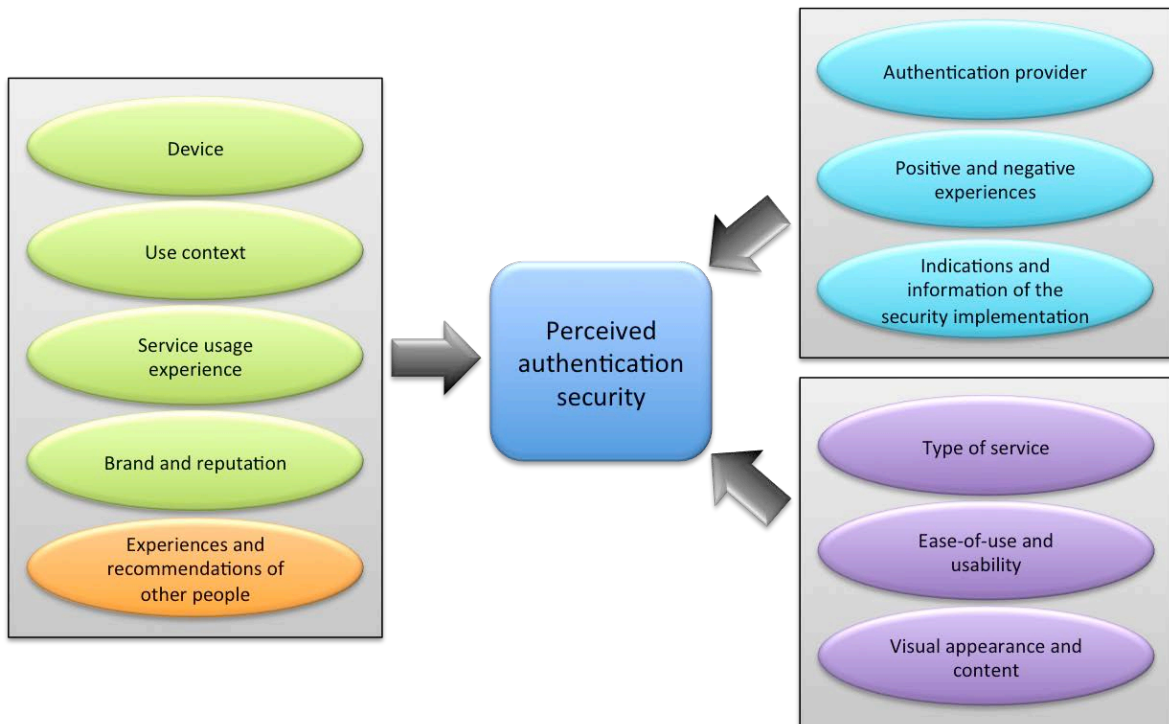 Device
Use context
Service usage
experience
Brand and reputation
Experiences and
recommendations of
other people
Perceived
authentication
security
Authentication provider
Positive and negative
experiences
Indications and
information of the
security implementation
Type of service
Ease-of-use and
usability
Visual appearance and
content